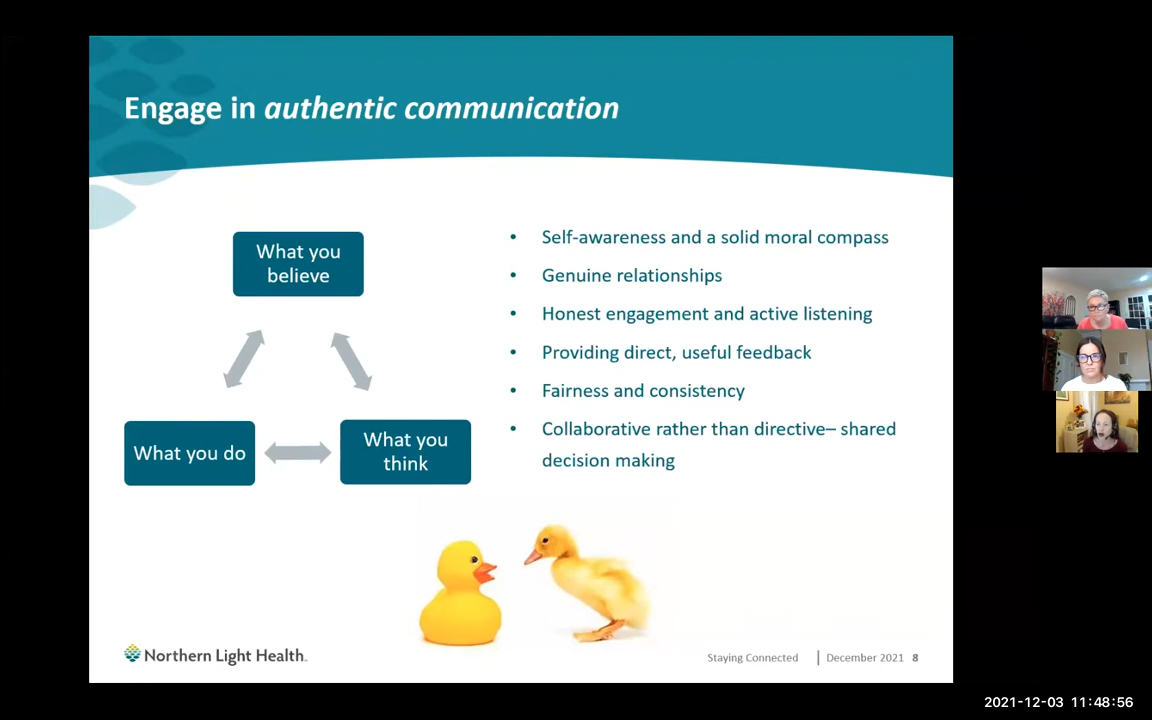 Engage in authentic communication
What you
believe
What you do
What you
think
• Self-awareness and a solid moral compass
• Genuine relationships
• Honest engagement and active listening
• Providing direct, useful feedback
• Fairness and consistency
• Collaborative rather than directive– shared
decision making
Northern Light Health.
Staying Connected | December 2021 8
2021-12-03 11:48:56